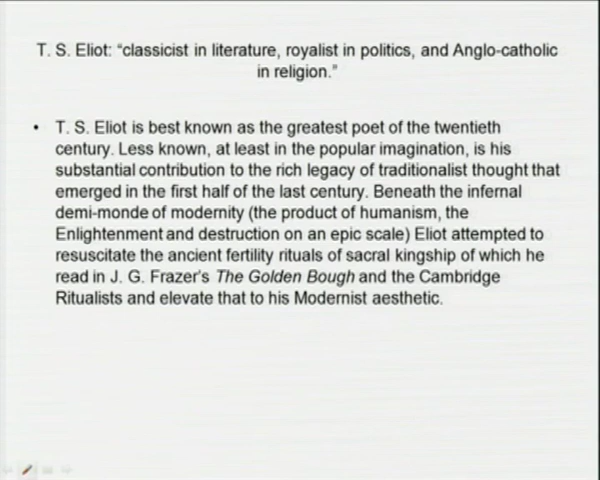 T. S. Eliot: “classicist in literature, royalist in politics, and Anglo-catholic
in religion.”
• T. S. Eliot is best known as the greatest poet of the twentieth
century. Less known, at least in the popular imagination, is his
substantial contribution to the rich legacy of traditionalist thought that
emerged in the first half of the last century. Beneath the infernal
demi-monde of modernity (the product of humanism, the
Enlightenment and destruction on an epic scale) Eliot attempted to
resuscitate the ancient fertility rituals of sacral kingship of which he
read in J. G. Frazer's The Golden Bough and the Cambridge
Ritualists and elevate that to his Modernist aesthetic.